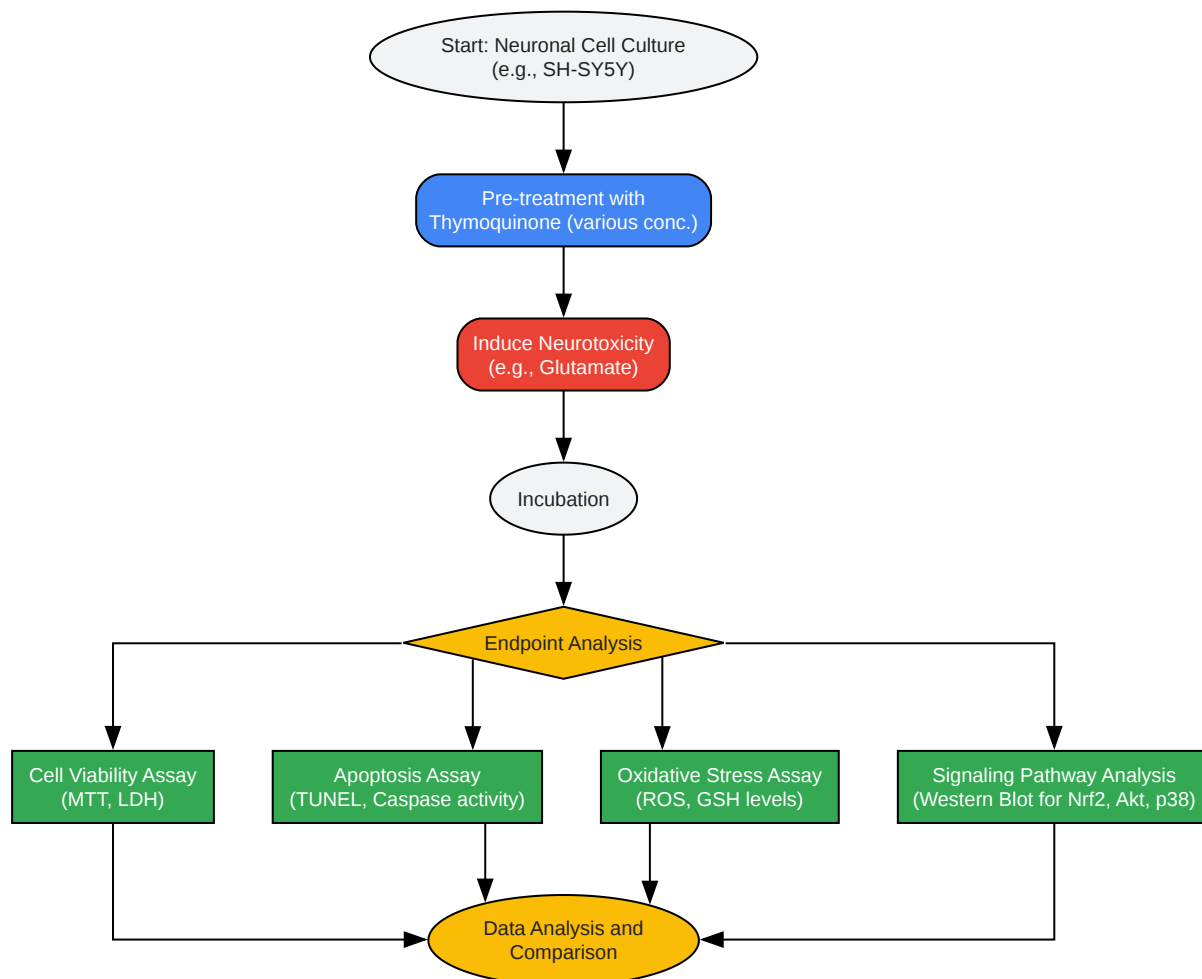 Start: Neuronal Cell Culture
(e.g., SH-SY5Y)
Pre-treatment with
Thymoquinone (various conc.)
Induce Neurotoxicity
(e.g., Glutamate)
Incubation
Endpoint Analysis
Cell Viability Assay
(MTT, LDH)
Apoptosis Assay
(TUNEL, Caspase activity)
Oxidative Stress Assay
(ROS, GSH levels)
Signaling Pathway Analysis
(Western Blot for Nrf2, Akt, p38)
Data Analysis and
Comparison